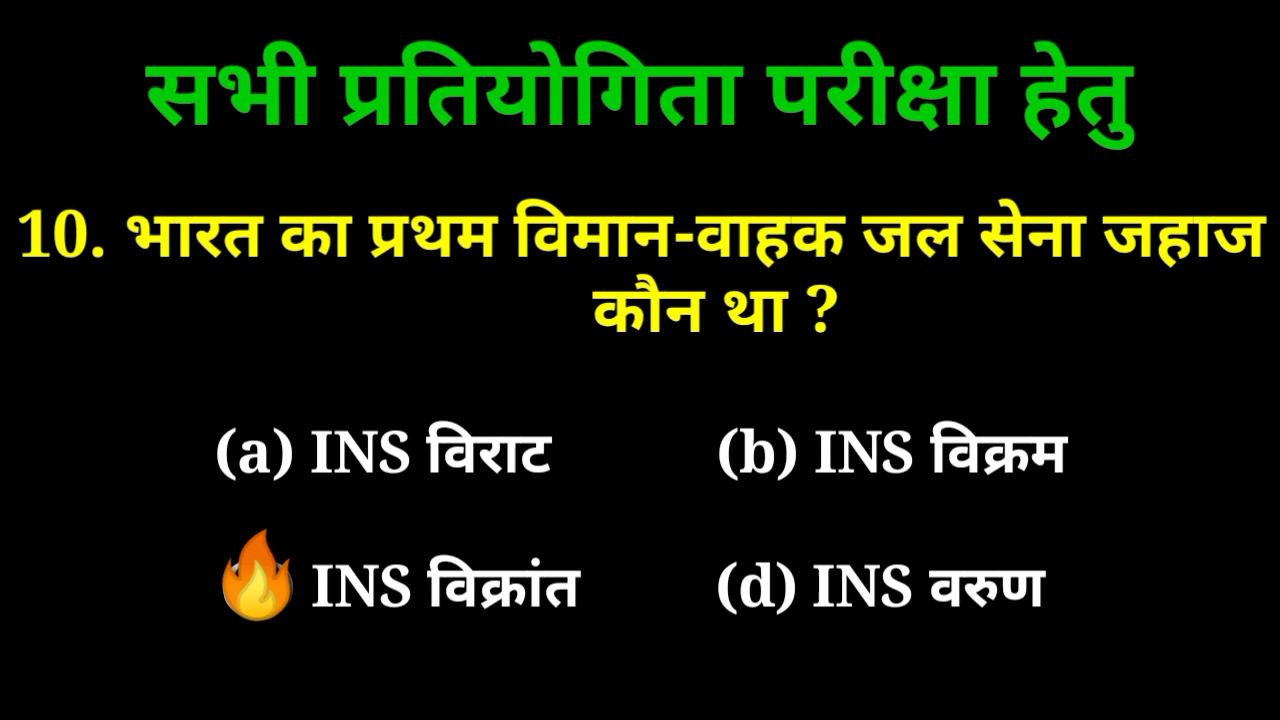 सभी प्रतियोगिता परीक्षा हेतु
10. भारत का प्रथम विमान-वाहक जल सेना जहाज
कौन था ?
(a) INS विराट (b) INS विक्रम
🔥 INS विक्रांत (d) INS वरुण